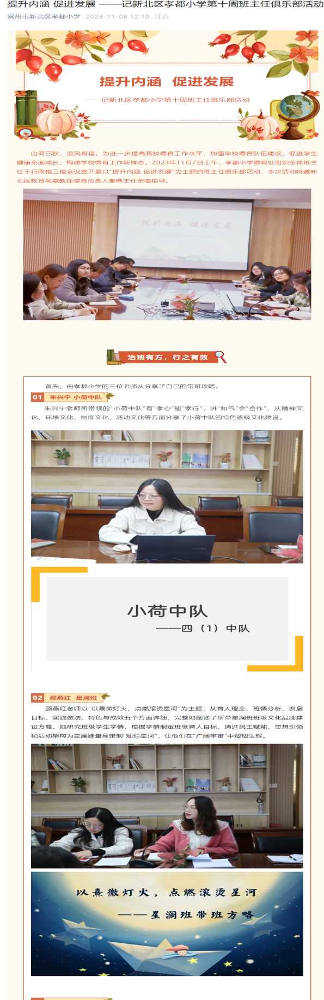 提升内涵 促进发展 ——记新北区孝都小学第十周班主任俱乐部活动
常州市新北区孝都小学 2023-11-08 12:10 江苏
提升内涵 促进发展
——记新北区孝都小学第十周班主任俱乐部活动
山河已秋，凉风有信。为进一步提高我校德育工作水平，加强学校德育队伍建设，促进学生
健康全面成长，构建学校德育工作新样态，2023年11月7日上午，孝都小学德育处组织全体班主
任于行政楼三楼会议室开展以“提升内涵 促进发展”为主题的班主任俱乐部活动，本次活动特邀新
北区教育局基教处德育负责人秦琳主任亲临指导。
提升内涵 促进发展
治班有方，行之有效
首先，由孝都小学的三位老师从分享了自己的带班攻略。
01 朱兴宁 小荷中队
朱兴宁老师所带领的“小荷中队”有“孝心”能“孝行”，讲“和气”会“合作”，从精神文
化、环境文化、制度文化、活动文化等方面分享了小荷中队的特色班级文化建设。
小荷中队
——四（1）中队
02 顾燕红 星澜班
顾燕红老师以“以熹微灯火，点燃滚烫星河”为主题，从育人理念、班情分析、发展
目标、实践做法、特色与成效五个方面详细、完整地阐述了所带星澜班班级文化品牌建
设方略。她研究班级学生学情，根据学情制定班级育人目标，通过民主赋能、思想引领
和活动架构为星澜娃量身定制“灿烂星河”，让他们在“广阔宇宙”中熠熠生辉。
以熹微灯火，点燃滚烫星河
——星澜班带班方略